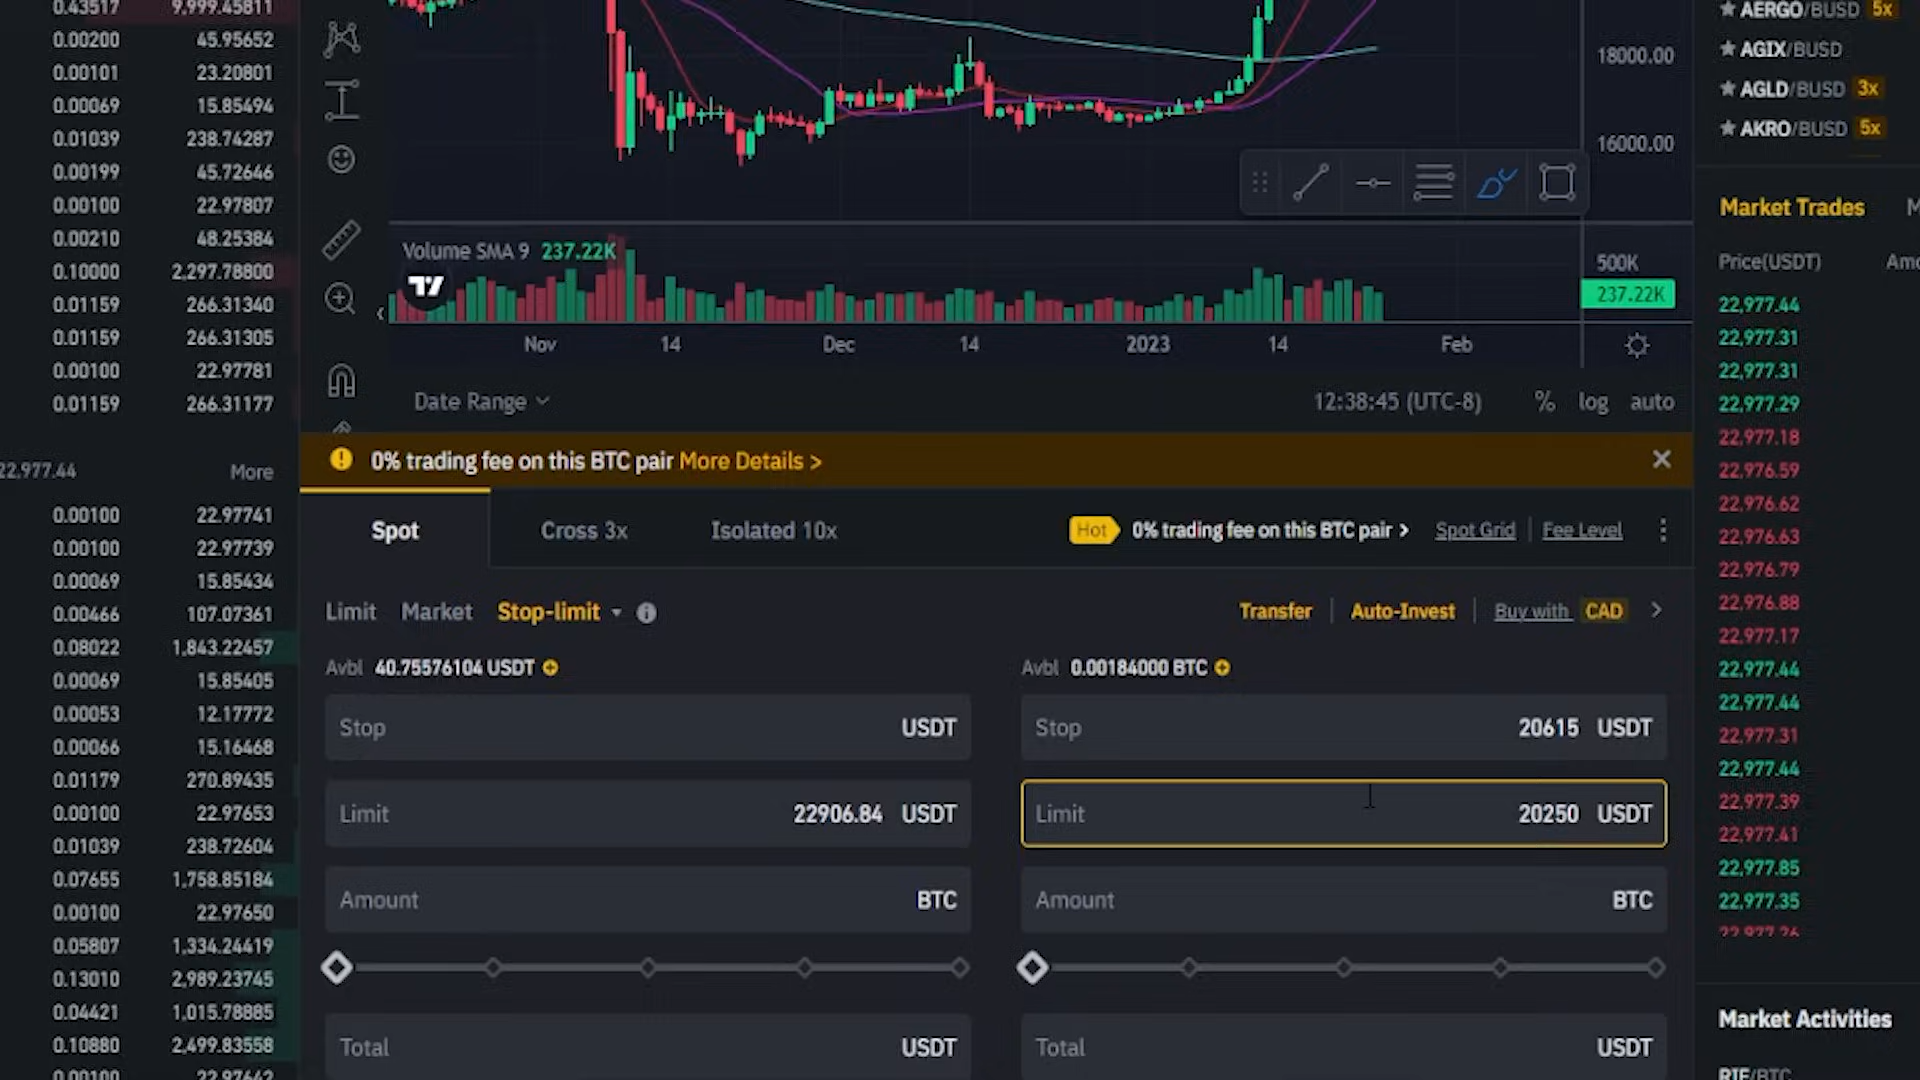 0.43517 9,999.45811
0.00200 45.95652
0.00101 23.20801
0.00069 15.85494
0.01039 238.74287
0.00199 45.72646
0.00100 22.97807
0.00210 48.25384
0.10000 2,297.78800
0.01159 266.31340
0.01159 266.31305
0.00100 22.97781
0.01159 266.31177
22,977.44 More
0.00100 22.97741
0.00100 22.97739
0.00069 15.85434
0.00466 107.07361
0.08022 1,843.22457
0.00069 15.85405
0.00053 12.17772
0.00066 15.16468
0.01179 270.89435
0.00100 22.97653
0.01039 238.72604
0.07655 1,758.85184
0.00100 22.97650
0.05807 1,334.24419
0.13010 2,989.23745
0.04421 1,015.78885
0.10880 2,499.83558
0.00100 22.97642
18000.00
16000.00
Volume SMA 9 237.22K
500K
237.22K
Nov 14 Dec 14 2023 14 Feb
Date Range 12:38:45 (UTC-8) % log auto
0% trading fee on this BTC pair More Details >
Spot Cross 3x Isolated 10x Hot 0% trading fee on this BTC pair > Spot Grid Fee Level
Limit Market Stop-limit Transfer Auto-Invest Buy with CAD
Avbl 40.75576104 USDT
Stop USDT
Limit 22906.84 USDT
Amount BTC
Total USDT
Avbl 0.00184000 BTC
Stop 20615 USDT
Limit 20250 USDT
Amount BTC
Total USDT
AERGO/BUSD 5x
AGIX/BUSD
AGLD/BUSD 3x
AKRO/BUSD 5x
Market Trades
Price(USDT)
22,977.44
22,977.31
22,977.31
22,977.29
22,977.18
22,976.59
22,976.62
22,976.63
22,976.79
22,976.88
22,977.17
22,977.44
22,977.44
22,977.31
22,977.44
22,977.39
22,977.41
22,977.85
22,977.35
Market Activities